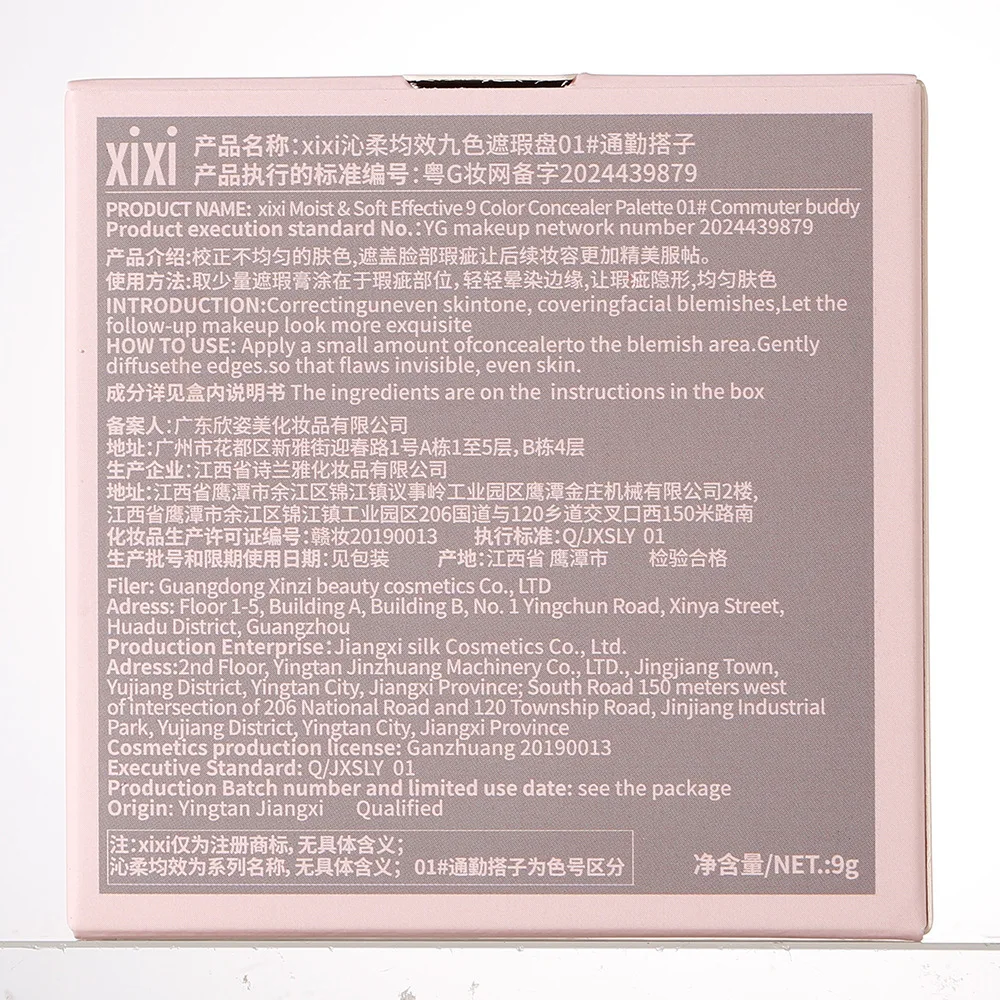 xixi
产品名称:xixi沁柔均效九色遮瑕盘01#通勤搭子
产品执行的标准编号:粤G妆网备字2024439879
PRODUCT NAME: xixi Moist & Soft Effective 9 Color Concealer Palette 01# Commuter buddy
Product execution standard No.:YG makeup network number 2024439879
产品介绍:校正不均匀的肤色,遮盖脸部瑕疵让后续妆容更加精美服帖。
使用方法:取少量遮瑕膏涂在于瑕疵部位,轻轻晕染边缘,让瑕疵隐形,均匀肤色
INTRODUCTION:Correctinguneven skintone, coveringfacial blemishes,Let the
follow-up makeup look more exquisite
HOW TO USE: Apply a small amount ofconcealerto the blemish area.Gently
diffusethe edges.so that flaws invisible, even skin.
成分详见盒内说明书 The ingredients are on the instructions in the box
备案人:广东欣姿美化妆品有限公司
地址:广州市花都区新雅街迎春路1号A栋1至5层, B栋4层
生产企业:江西省诗兰雅化妆品有限公司
地址:江西省鹰潭市余江区锦江镇议事岭工业园区鹰潭金庄机械有限公司2楼,
江西省鹰潭市余江区锦江镇工业园区206国道与120乡道交叉口西150米路南
化妆品生产许可证编号:赣妆20190013 执行标准:Q/JXSLY 01
生产批号和限期使用日期:见包装 产地:江西省 鹰潭市 检验合格
Filer: Guangdong Xinzi beauty cosmetics Co., LTD
Adress: Floor 1-5, Building A, Building B, No. 1 Yingchun Road, Xinya Street,
Huadu District, Guangzhou
Production Enterprise:Jiangxi silk Cosmetics Co., Ltd.
Adress:2nd Floor, Yingtan Jinzhuang Machinery Co., LTD., Jingjiang Town,
Yujiang District, Yingtan City, Jiangxi Province; South Road 150 meters west
of intersection of 206 National Road and 120 Township Road, Jinjiang Industrial
Park, Yujiang District, Yingtan City, Jiangxi Province
Cosmetics production license: Ganzhuang 20190013
Executive Standard: Q/JXSLY 01
Production Batch number and limited use date: see the package
Origin: Yingtan Jiangxi Qualified
注:xixi仅为注册商标,无具体含义;
沁柔均效为系列名称,无具体含义; 01#通勤搭子为色号区分
净含量/NET.:9g